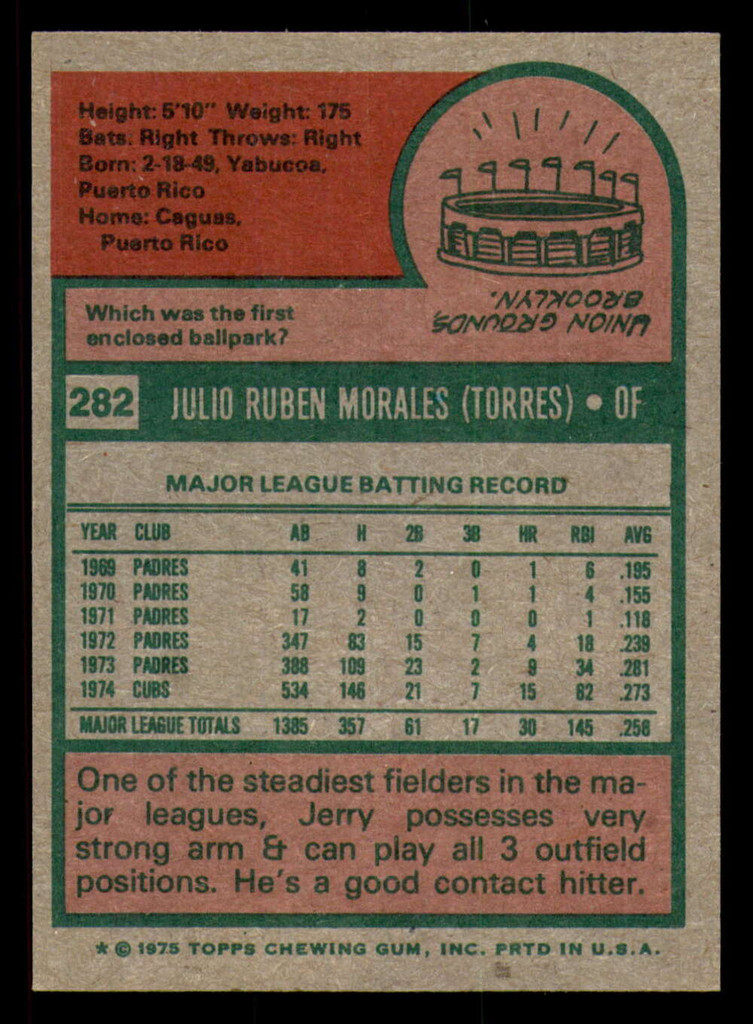 Height: 5'10" Weight: 175
Bats: Right Throws: Right
Born: 2-18-49, Yabucoa,
Puerto Rico
Home: Caguas,
Puerto Rico
Which was the first
enclosed ballpark?
UNION GROUNDS,
BROOKLYN.
282 JULIO RUBEN MORALES (TORRES) • OF
MAJOR LEAGUE BATTING RECORD
YEAR CLUB AB H 2B 3B HR RBI AVG
1969 PADRES 41 8 2 0 1 6 .195
1970 PADRES 58 9 0 1 1 4 .155
1971 PADRES 17 2 0 0 0 1 .118
1972 PADRES 347 83 15 7 4 18 .239
1973 PADRES 388 109 23 2 9 34 .281
1974 CUBS 534 146 21 7 15 82 .273
MAJOR LEAGUE TOTALS 1385 357 61 17 30 145 .258
One of the steadiest fielders in the ma-
jor leagues, Jerry possesses very
strong arm & can play all 3 outfield
positions. He's a good contact hitter.
* © 1975 TOPPS CHEWING GUM, INC. PRTD IN U.S.A.